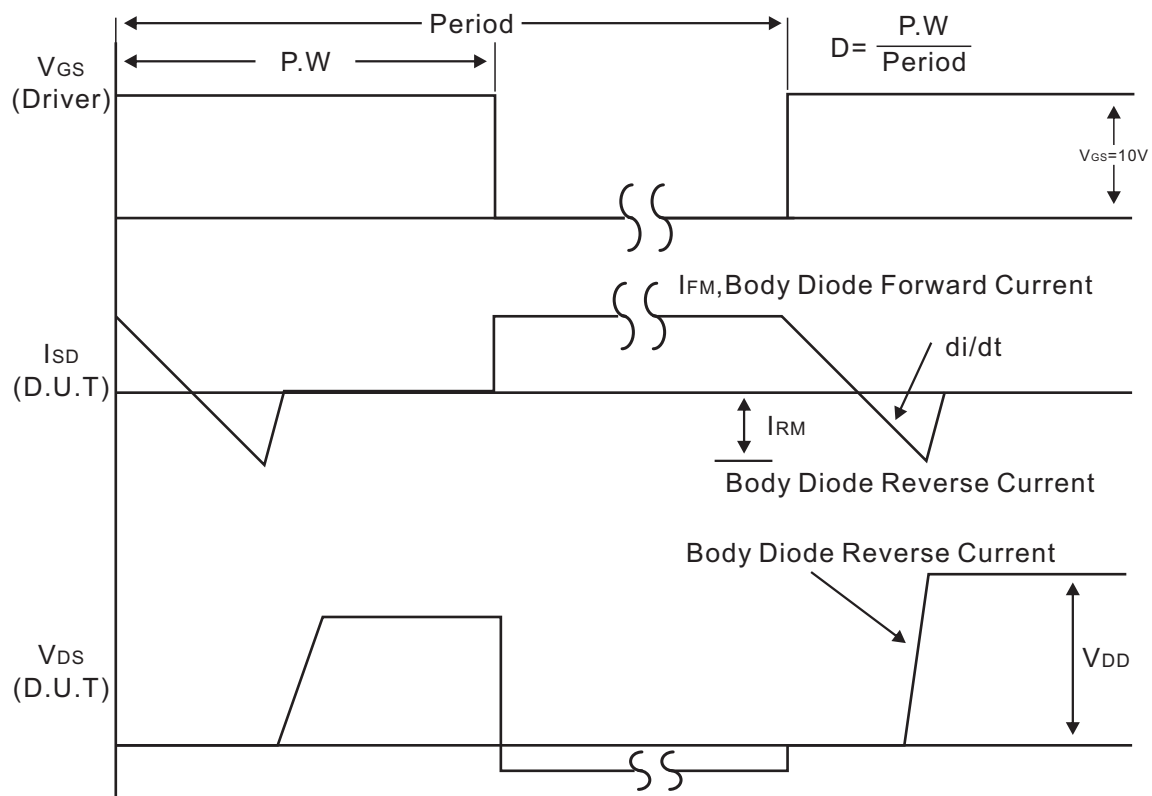 Period
P.W
D= P.W
Period
VGS
(Driver)
VGS=10V
IFM,Body Diode Forward Current
ISD
(D.U.T)
di/dt
IRM
Body Diode Reverse Current
Body Diode Reverse Current
VDS
(D.U.T)
VDD